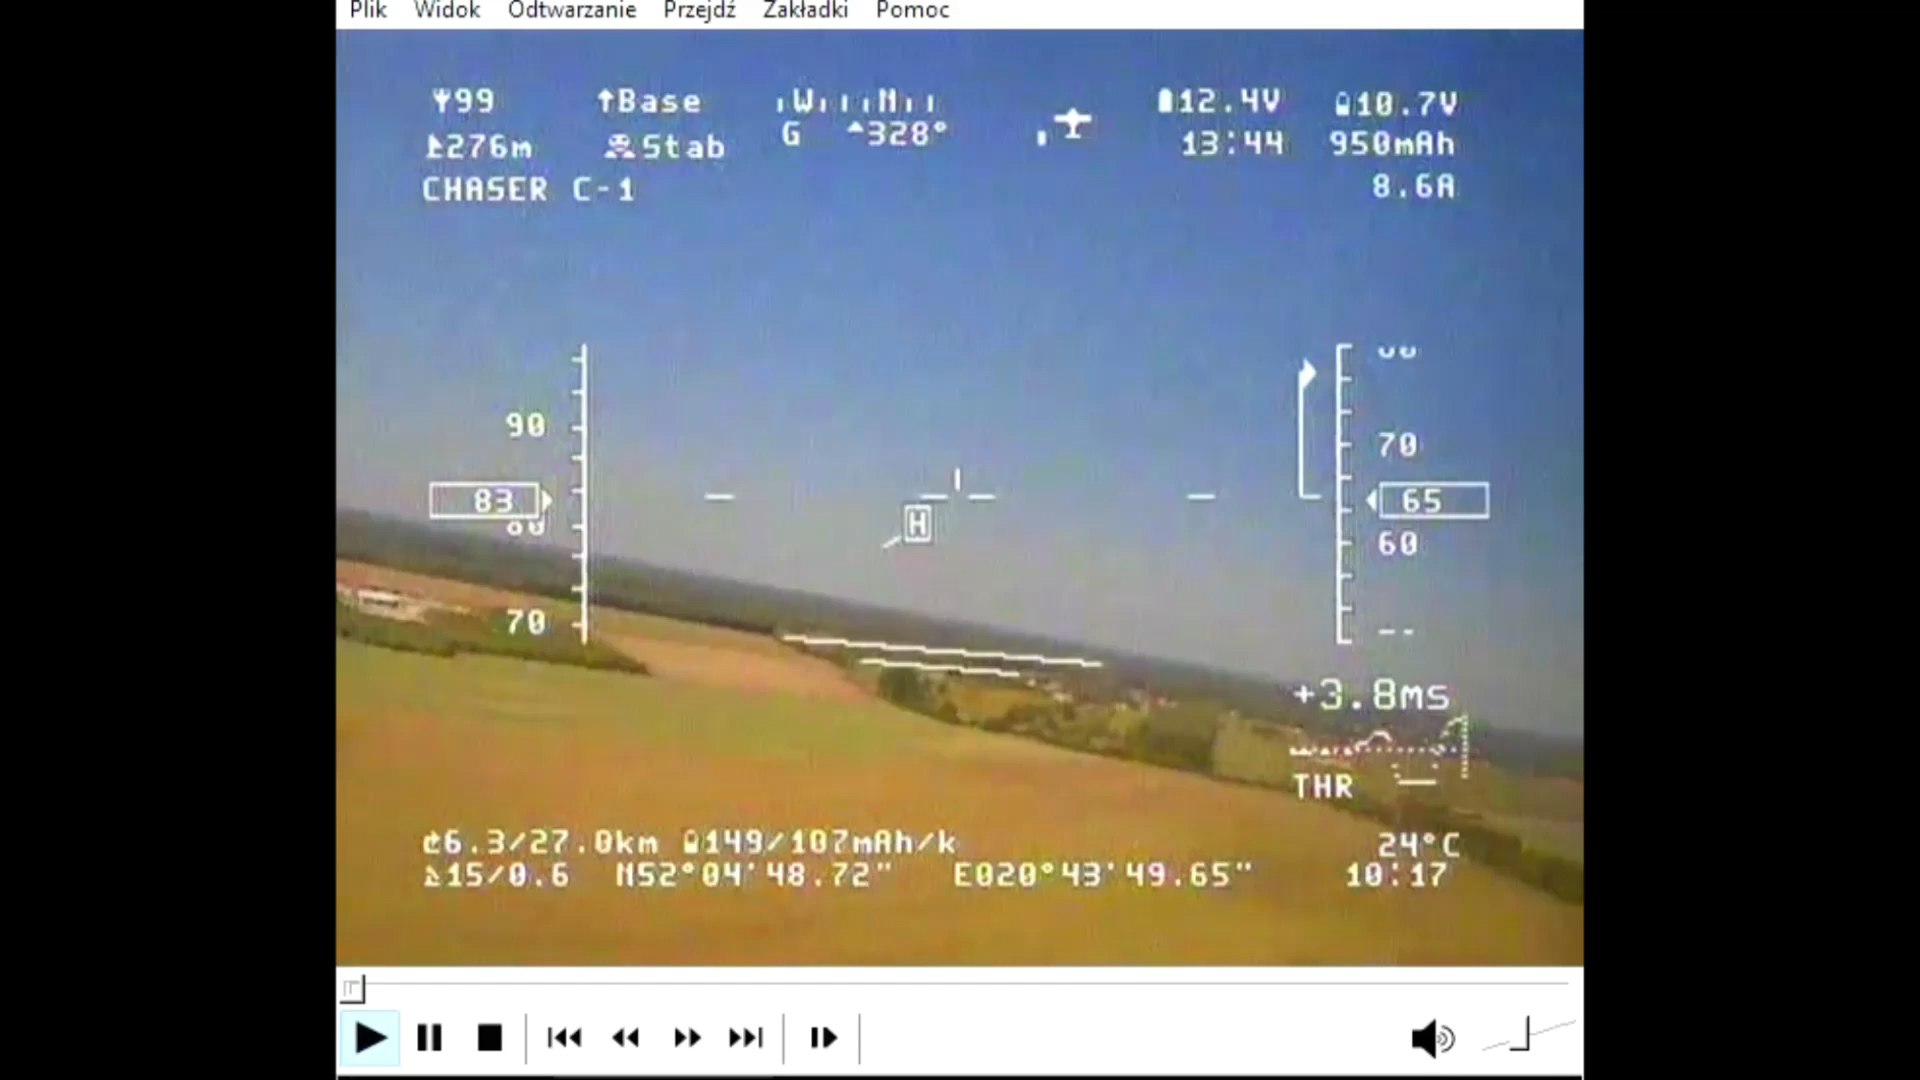 Plik Widok Odtwarzanie Przejdź Zakładki Pomoc
99 Base W N 12.4V 10.7V
276m Stab G 328° 13:44 950mAh
CHASER C-1 8.6A
90 70
83 H 65
80 60
70 --
+3.8ms
THR
6.3/27.0km 149/107mAh/k 24°C
15/0.6 N52°04'48.72" E020°43'49.65" 10:17